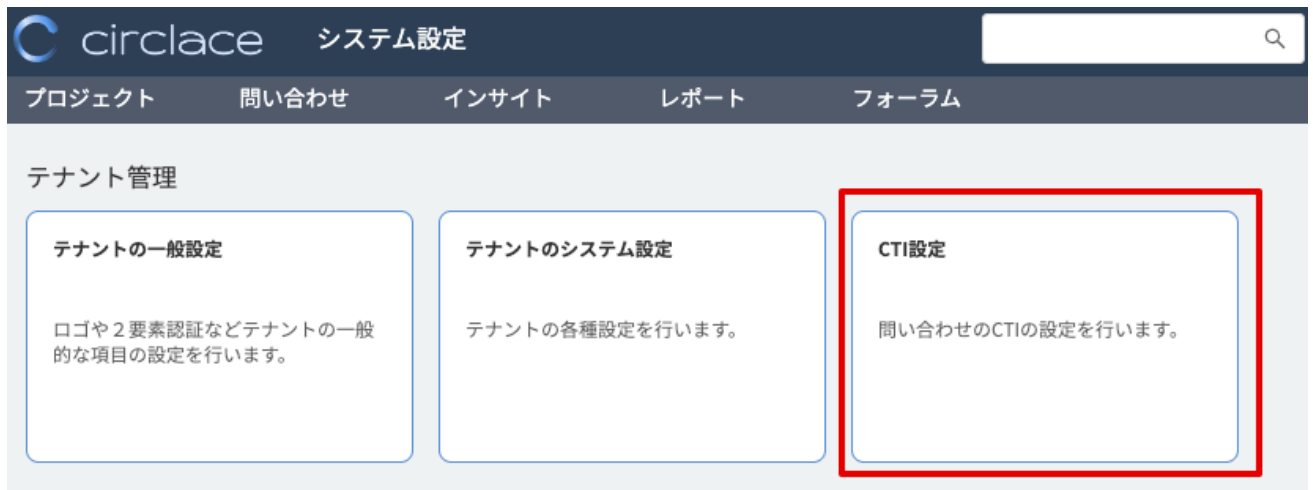 circlace システム設定
プロジェクト 問い合わせ インサイト レポート フォーラム
テナント管理
テナントの一般設定
ロゴや２要素認証などテナントの一般
的な項目の設定を行います。
テナントのシステム設定
テナントの各種設定を行います。
CTI設定
問い合わせのCTIの設定を行います。